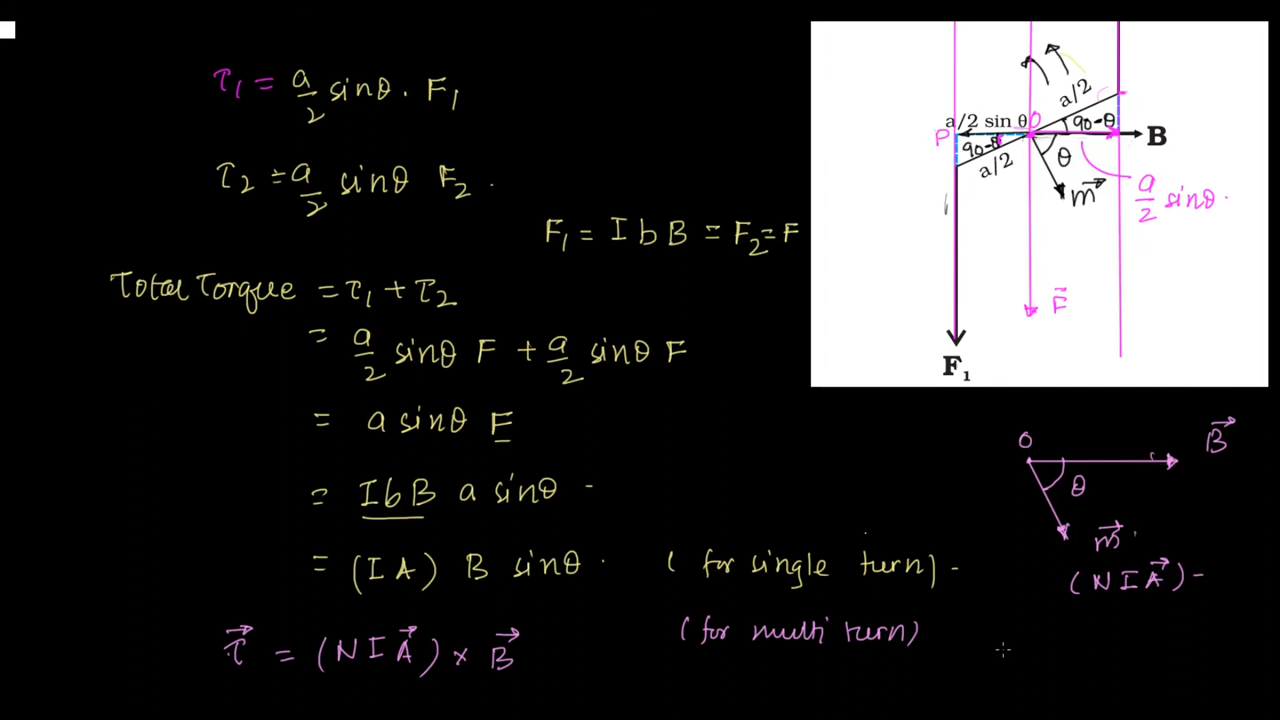 τ₁ = a/2 sinθ . F₁
τ₂ = a/2 sinθ F₂ .
F₁ = I b B = F₂ = F
Total Torque = τ₁ + τ₂
= a/2 sinθ F + a/2 sinθ F
= a sinθ F
= I b B a sinθ -
= (I A) B sinθ . ( for single turn) -
τ⃗ = (N I A⃗) × B⃗ (for multi turn)
a/2
a/2 sin θ
O
90-θ
P
B
90-θ
θ
a/2
m⃗
a/2 sinθ .
F⃗
F₁
O
B⃗
θ
m⃗
(N I A⃗) -